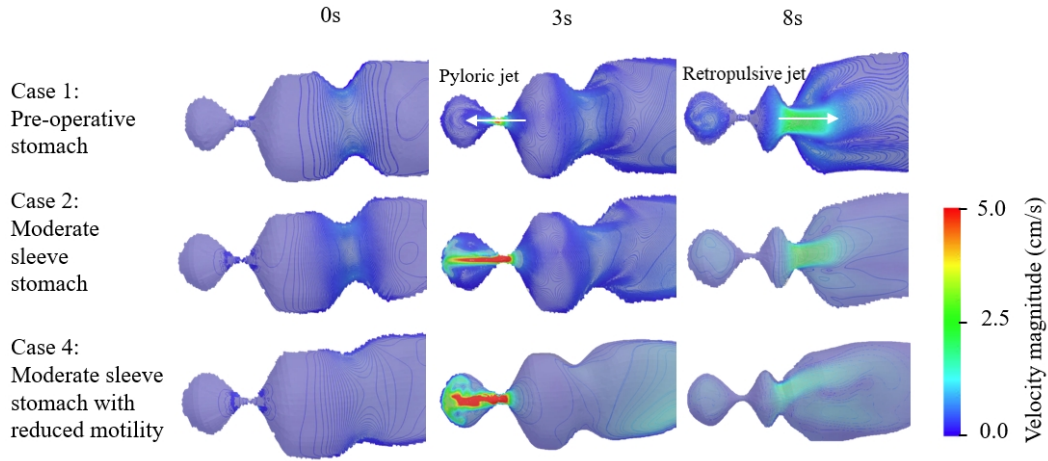 0s
3s
8s
Case 1:
Pre-operative
stomach
Pyloric jet
Retropulsive jet
Case 2:
Moderate
sleeve
stomach
Case 4:
Moderate sleeve
stomach with
reduced motility
5.0
2.5
0.0
Velocity magnitude (cm/s)